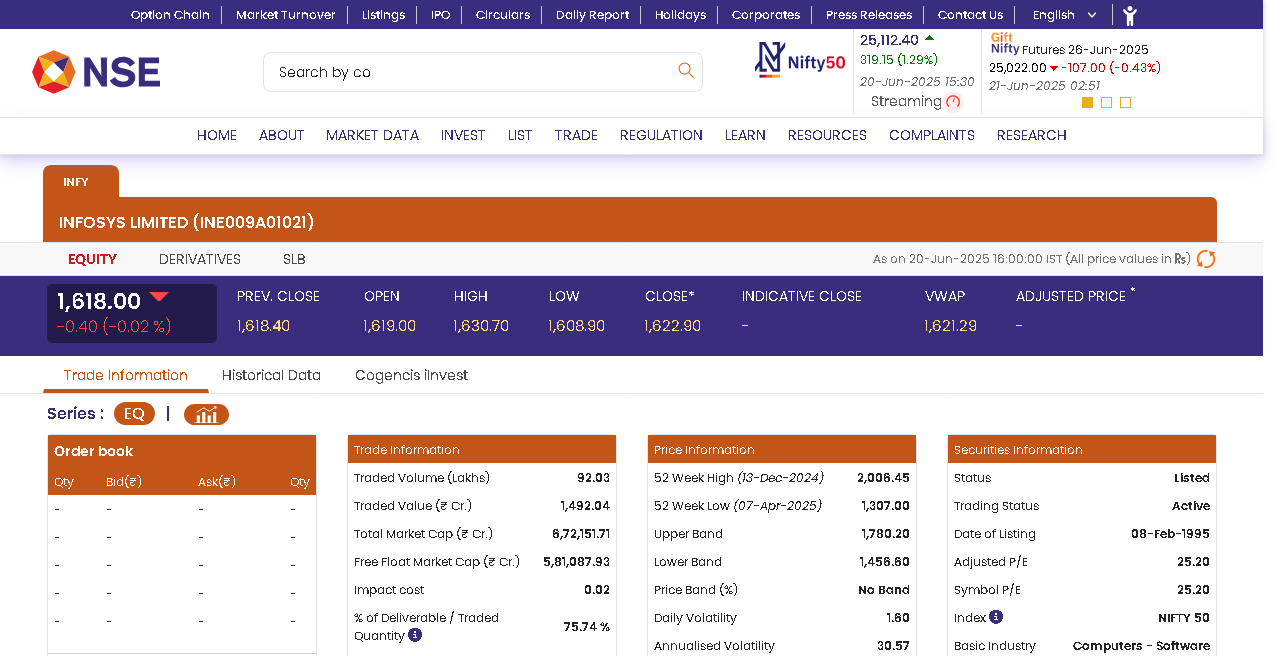 Option Chain Market Turnover Listings IPO Circulars Daily Report Holidays Corporates Press Releases Contact Us English
NSE
Search by co
Nifty50
25,112.40
319.15 (1.29%)
20-Jun-2025 15:30
Streaming
Gift
Nifty Futures 26-Jun-2025
25,022.00 -107.00 (-0.43%)
21-Jun-2025 02:51
HOME ABOUT MARKET DATA INVEST LIST TRADE REGULATION LEARN RESOURCES COMPLAINTS RESEARCH
INFY
INFOSYS LIMITED (INE009A01021)
EQUITY DERIVATIVES SLB As on 20-Jun-2025 16:00:00 IST (All price values in ₨)
1,618.00
-0.40 (-0.02 %)
PREV. CLOSE OPEN HIGH LOW CLOSE* INDICATIVE CLOSE VWAP ADJUSTED PRICE *
1,618.40 1,619.00 1,630.70 1,608.90 1,622.90 - 1,621.29 -
Trade Information Historical Data Cogencis iInvest
Series : EQ |
Order book
Qty Bid(₹) Ask(₹) Qty
- - - -
- - - -
- - - -
- - - -
- - - -
Trade Information
Traded Volume (Lakhs) 92.03
Traded Value (₹ Cr.) 1,492.04
Total Market Cap (₹ Cr.) 6,72,151.71
Free Float Market Cap (₹ Cr.) 5,81,087.93
Impact cost 0.02
% of Deliverable / Traded
Quantity 75.74 %
Price Information
52 Week High (13-Dec-2024) 2,006.45
52 Week Low (07-Apr-2025) 1,307.00
Upper Band 1,780.20
Lower Band 1,456.60
Price Band (%) No Band
Daily Volatility 1.60
Annualised Volatility 30.57
Securities Information
Status Listed
Trading Status Active
Date of Listing 08-Feb-1995
Adjusted P/E 25.20
Symbol P/E 25.20
Index NIFTY 50
Basic Industry Computers - Software